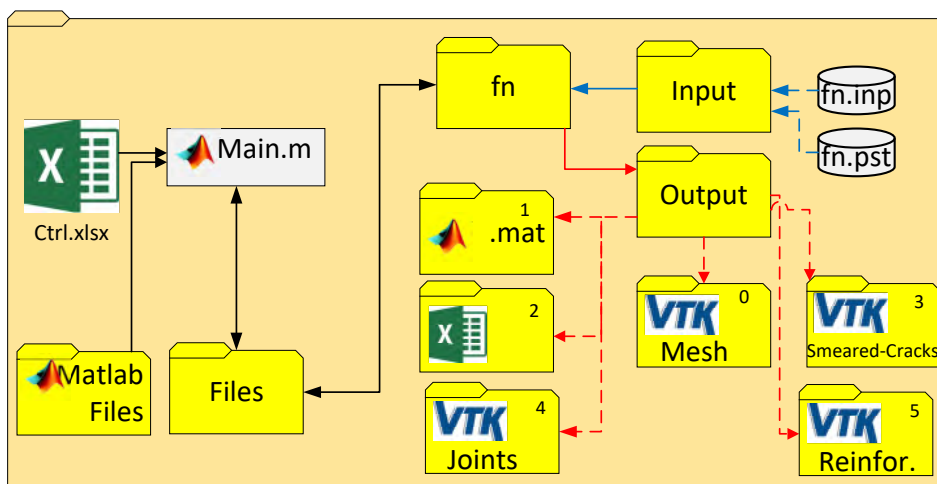 fn
Input
fn.inp
fn.pst
Main.m
Ctrl.xlsx
Output
1
.mat
2
VTK
0
Mesh
VTK
3
Smeared-Cracks
Matlab
Files
Files
VTK
4
Joints
VTK
5
Reinfor.